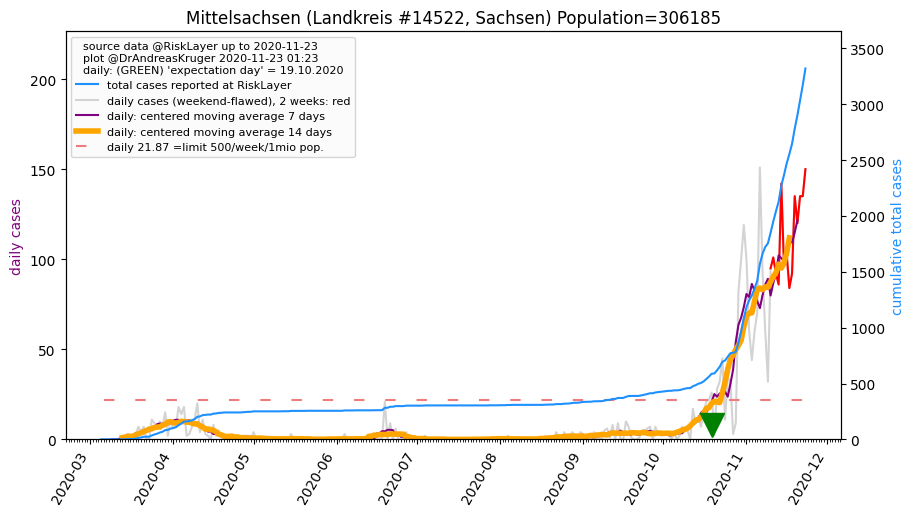 Mittelsachsen (Landkreis #14522, Sachsen) Population=306185
source data @RiskLayer up to 2020-11-23
plot @DrAndreasKruger 2020-11-23 01:23
daily: (GREEN) 'expectation day' = 19.10.2020
total cases reported at RiskLayer
daily cases (weekend-flawed), 2 weeks: red
daily: centered moving average 7 days
daily: centered moving average 14 days
daily 21.87 =limit 500/week/1mio pop.
daily cases
200
150
100
50
0
cumulative total cases
3500
3000
2500
2000
1500
1000
500
0
2020-03
2020-04
2020-05
2020-06
2020-07
2020-08
2020-09
2020-10
2020-11
2020-12